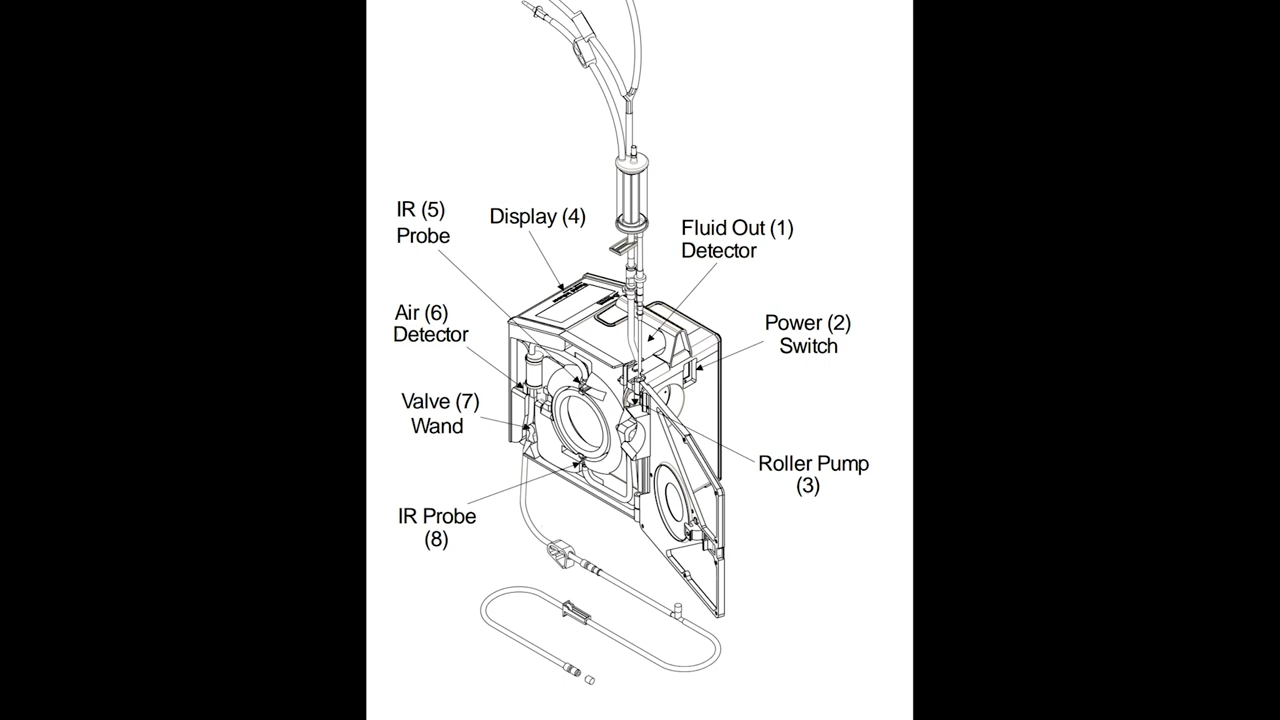 IR (5)
Probe
Display (4)
Fluid Out (1)
Detector
Air (6)
Detector
Power (2)
Switch
Valve (7)
Wand
Roller Pump
(3)
IR Probe
(8)